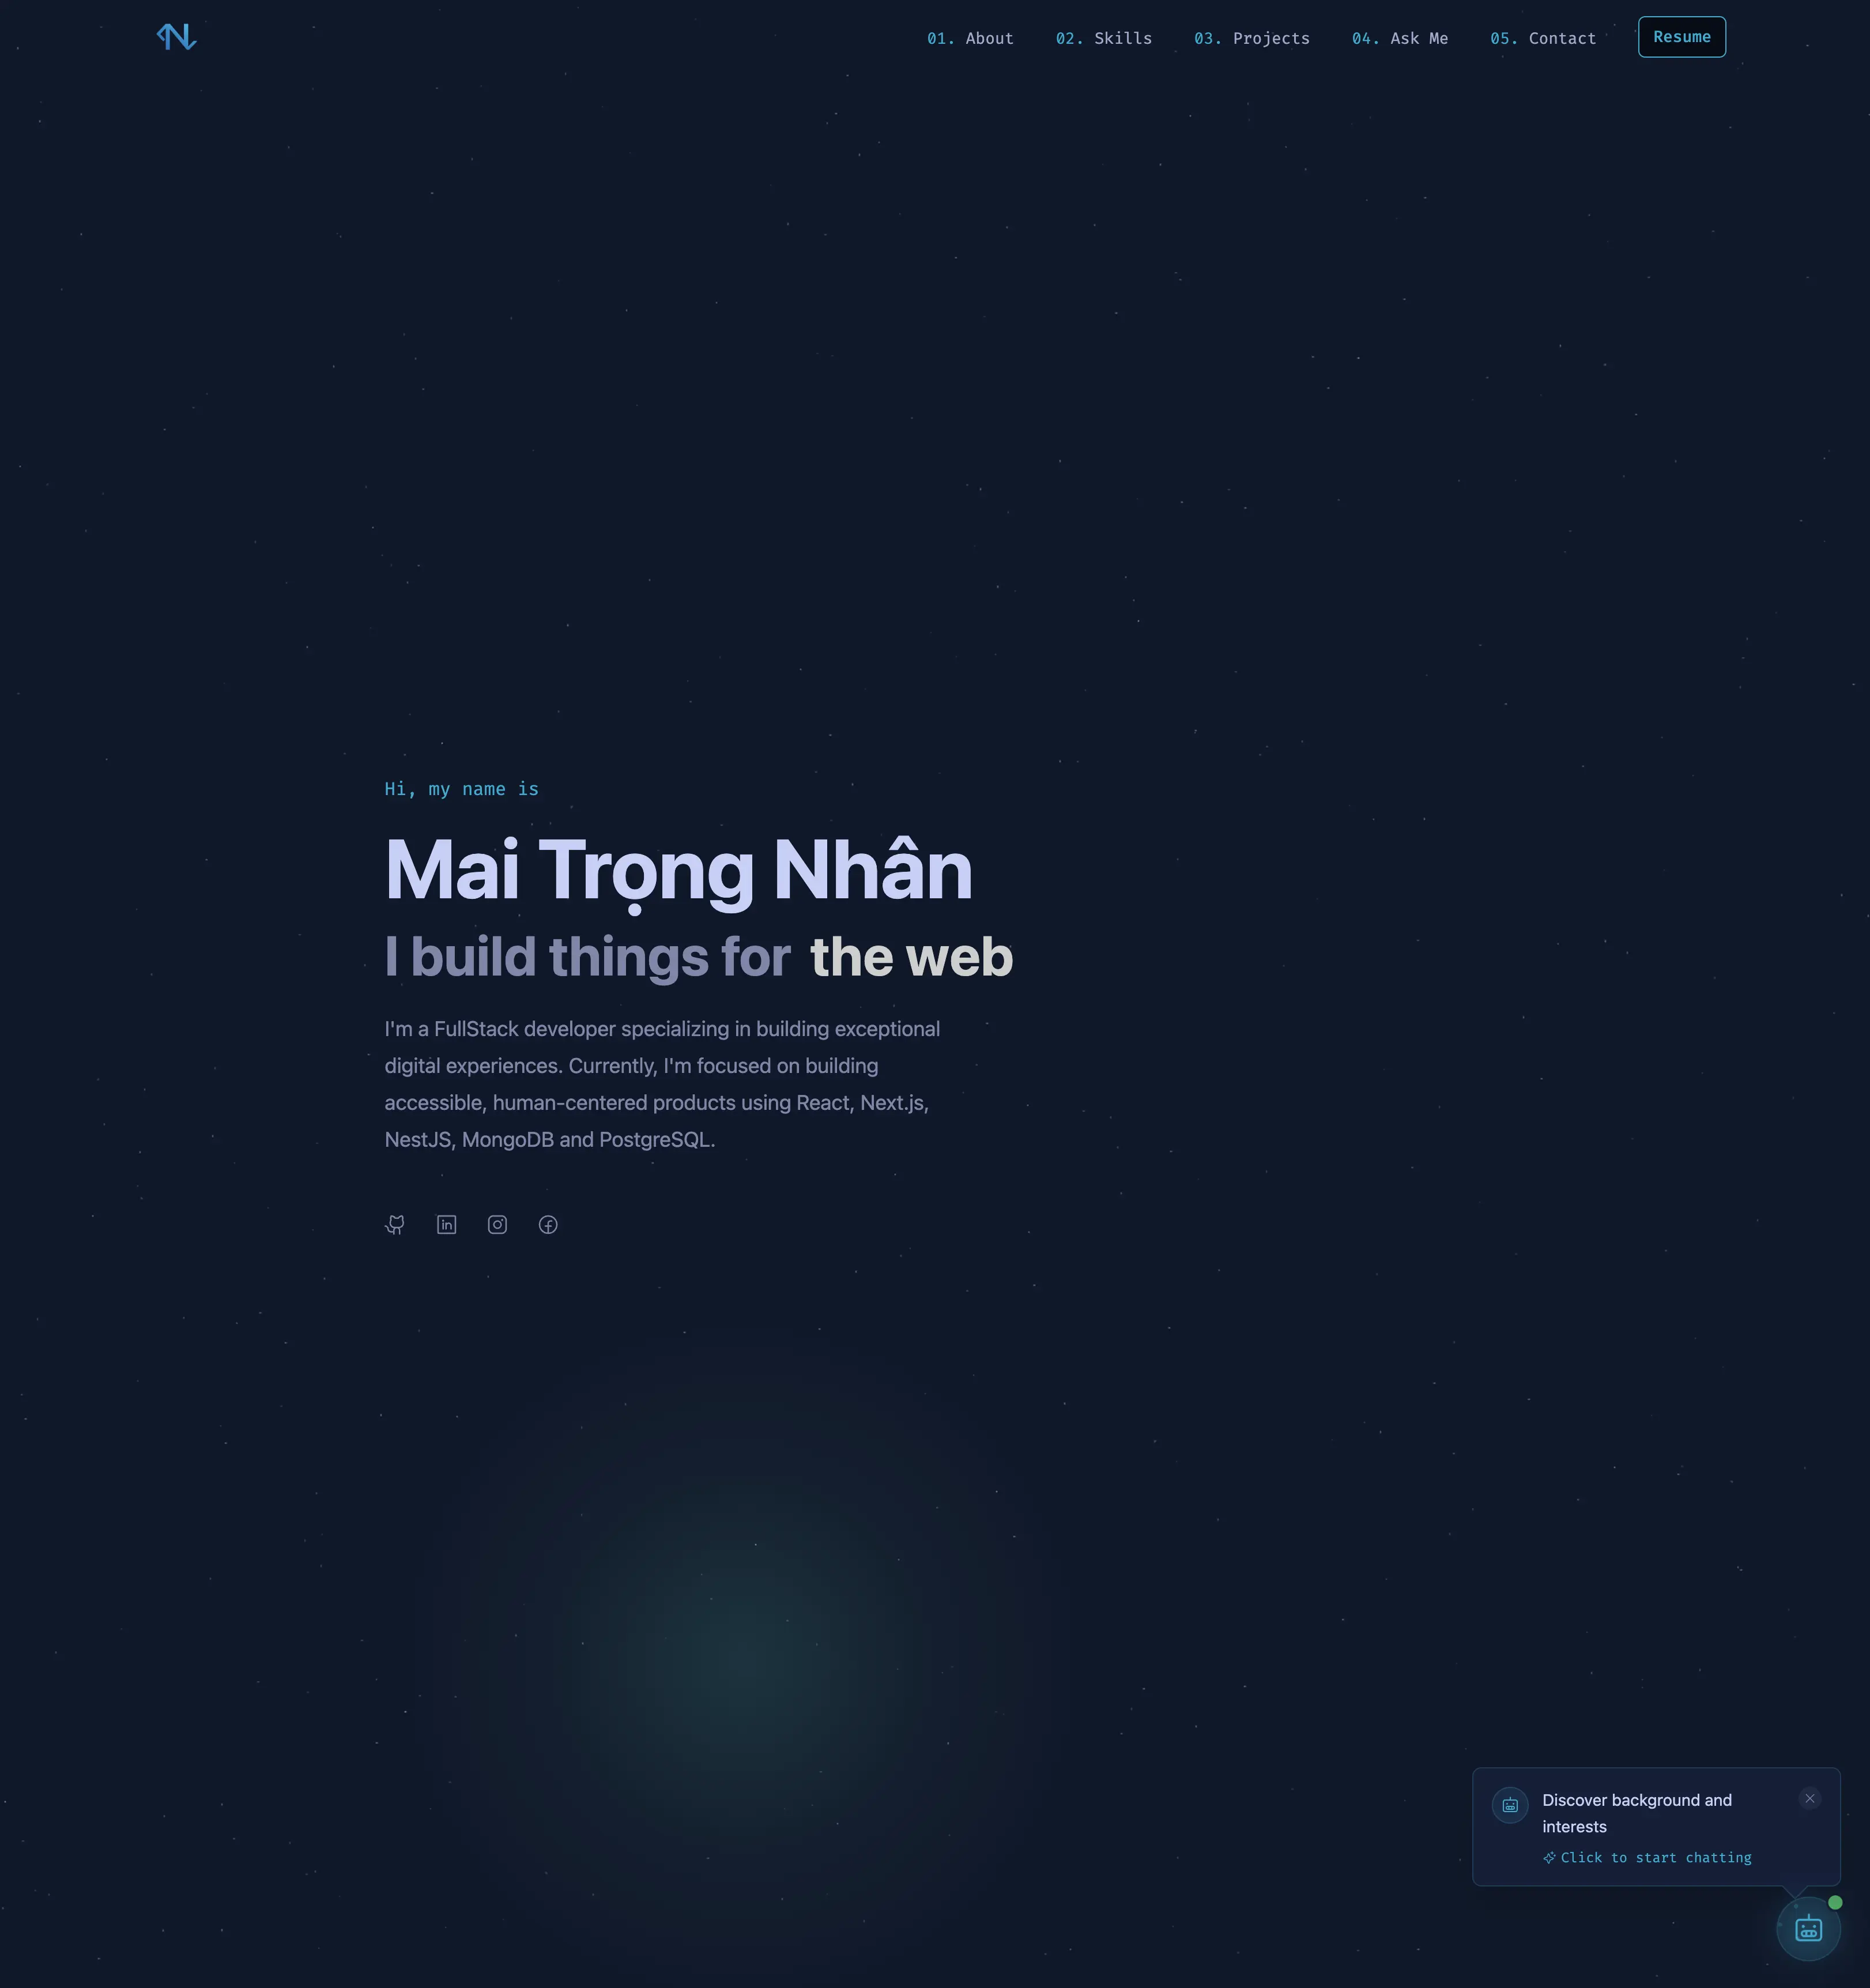 01. About
02. Skills
03. Projects
04. Ask Me
05. Contact
Resume
Hi, my name is
Mai Trọng Nhân
I build things for the web
I'm a FullStack developer specializing in building exceptional
digital experiences. Currently, I'm focused on building
accessible, human-centered products using React, Next.js,
NestJS, MongoDB and PostgreSQL.
Discover background and
interests
Click to start chatting